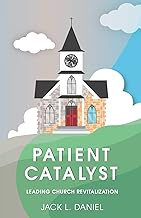 PATIENT
CATALYST
LEADING CHURCH REVITALIZATION
JACK L. DANIEL